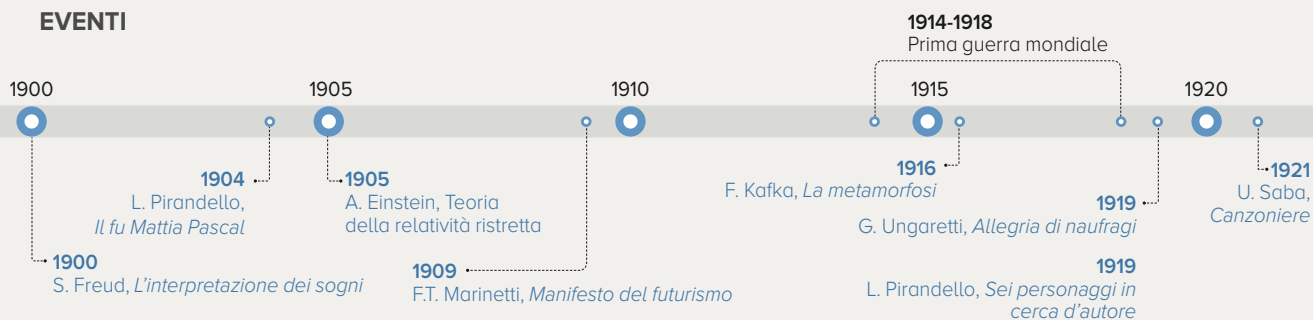 EVENTI
1914-1918
Prima guerra mondiale
1900
1905
1910
1915
1920
1904
L. Pirandello,
Il fu Mattia Pascal
1905
A. Einstein, Teoria
della relatività ristretta
1916
F. Kafka, La metamorfosi
1921
U. Saba,
Canzoniere
1919
G. Ungaretti, Allegria di naufragi
1900
S. Freud, L'interpretazione dei sogni
1909
F.T. Marinetti, Manifesto del futurismo
1919
L. Pirandello, Sei personaggi in
cerca d'autore